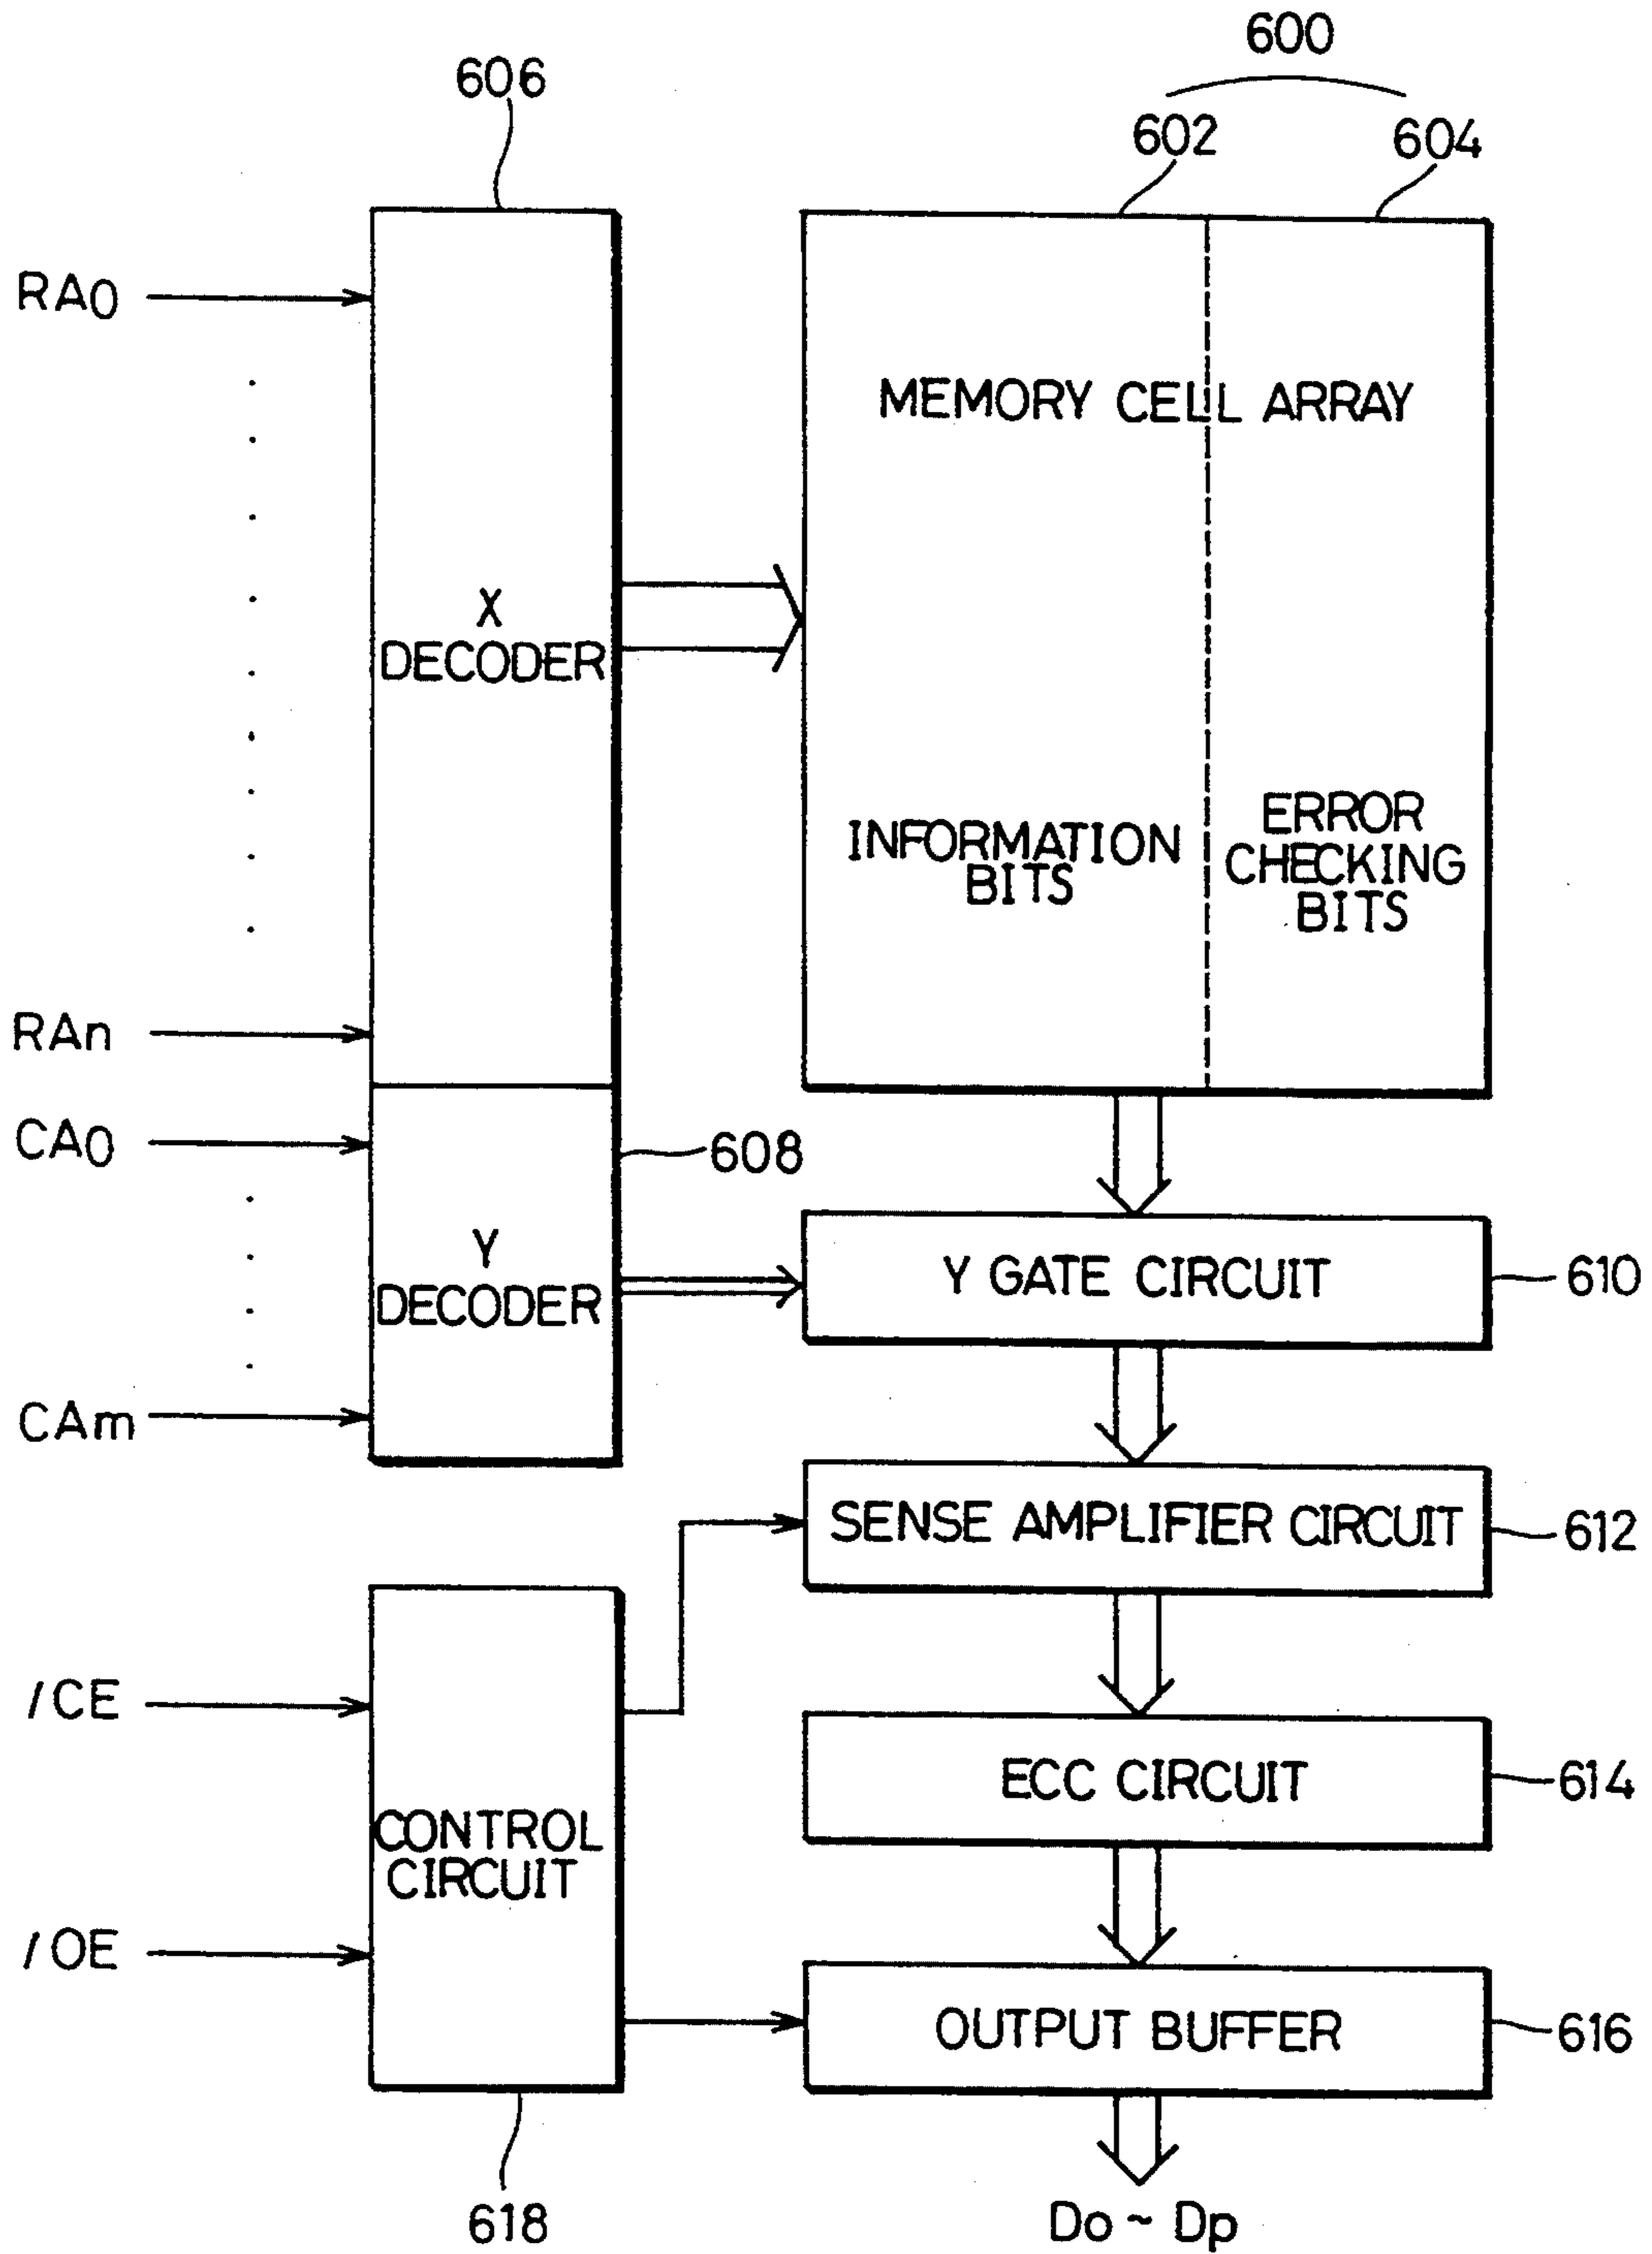 600
606
602
604
RA0
MEMORY CELL ARRAY
X
DECODER
INFORMATION
BITS
ERROR
CHECKING
BITS
RAn
CA0
608
Y
DECODER
Y GATE CIRCUIT
610
CAm
SENSE AMPLIFIER CIRCUIT
612
/CE
ECC CIRCUIT
614
CONTROL
CIRCUIT
/OE
OUTPUT BUFFER
616
618
Do ~ Dp